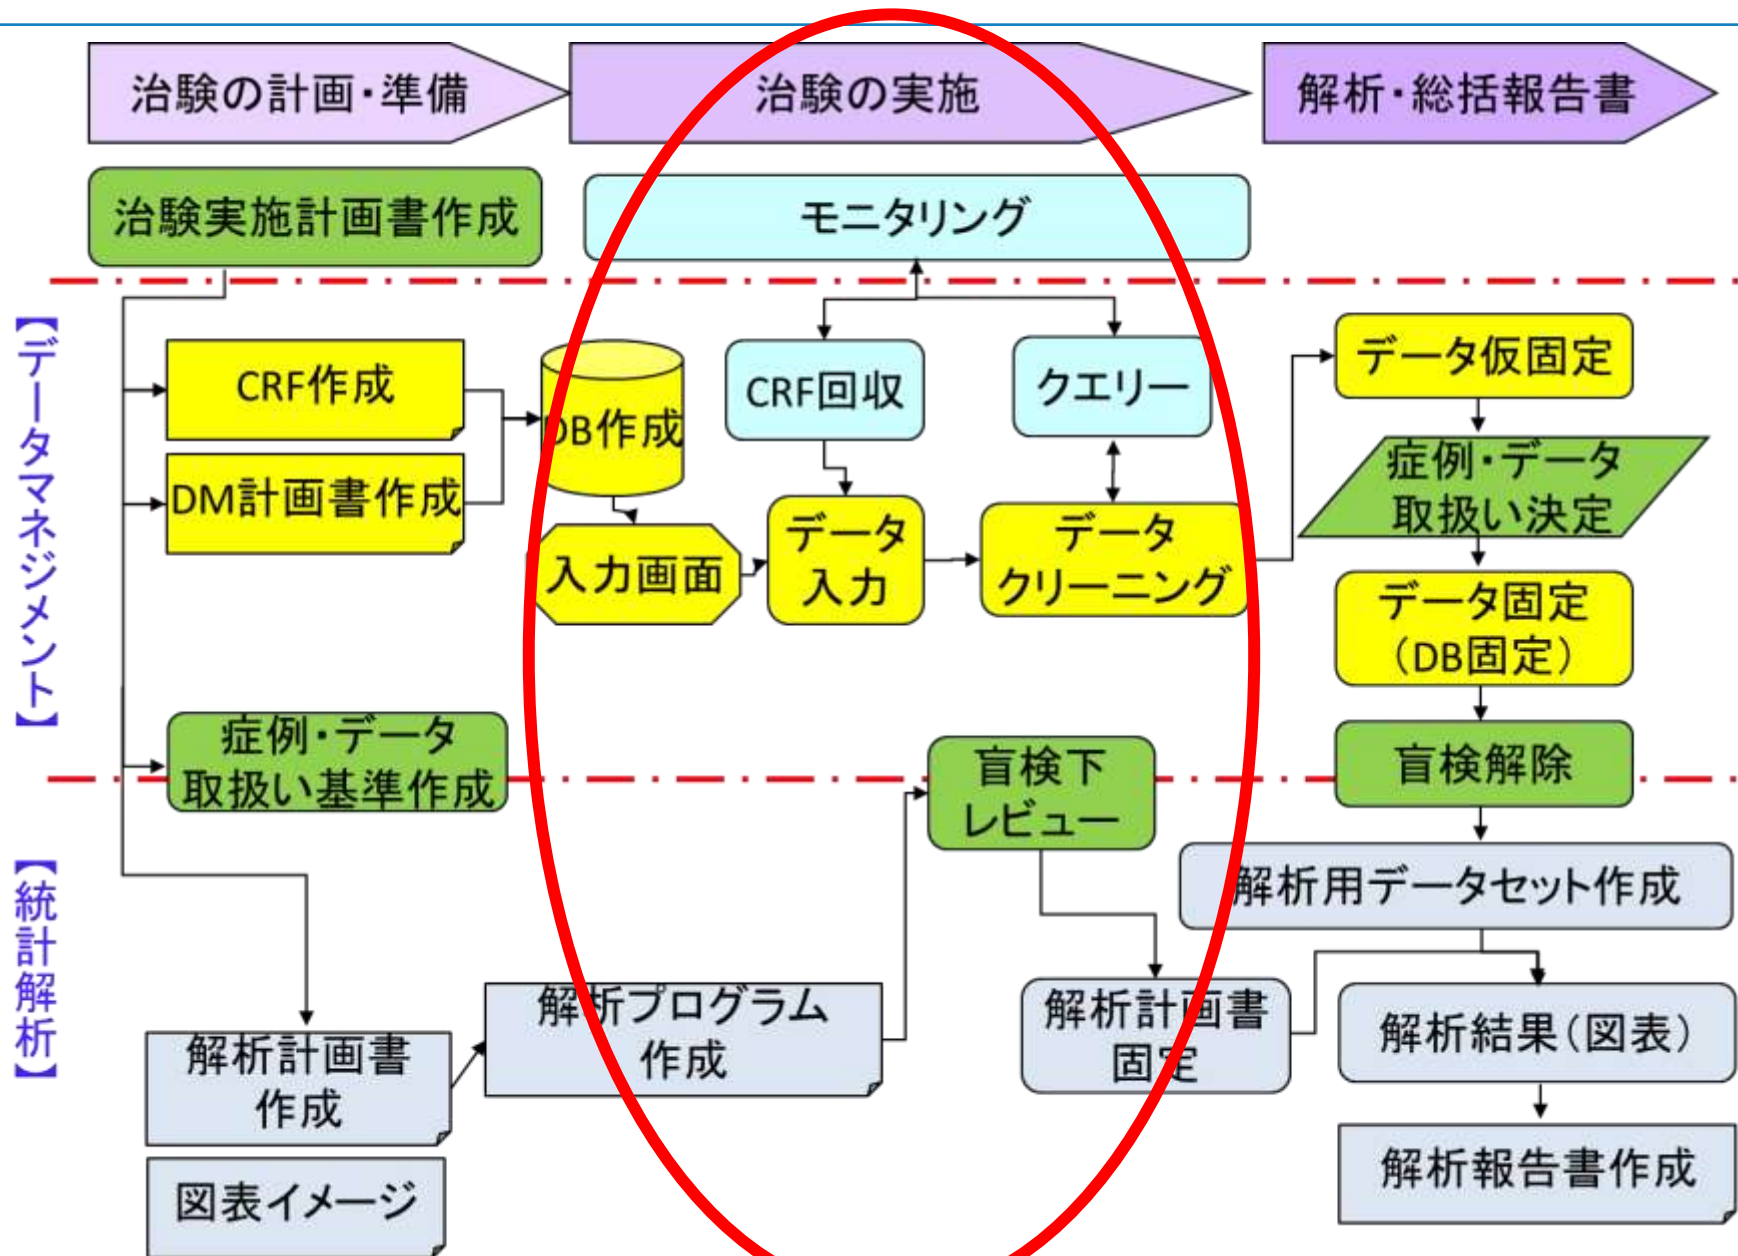 治験の計画・準備
治験の実施
解析・総括報告書
治験実施計画書作成
モニタリング
【データマネジメント】
CRF作成
DM計画書作成
DB作成
入力画面
CRF回収
データ
入力
クエリー
データ
クリーニング
データ仮固定
症例・データ
取扱い決定
データ固定
（DB固定）
症例・データ
取扱い基準作成
盲検下
レビュー
盲検解除
【統計解析】
解析用データセット作成
解析計画書
作成
図表イメージ
解析プログラム
作成
解析計画書
固定
解析結果（図表）
解析報告書作成